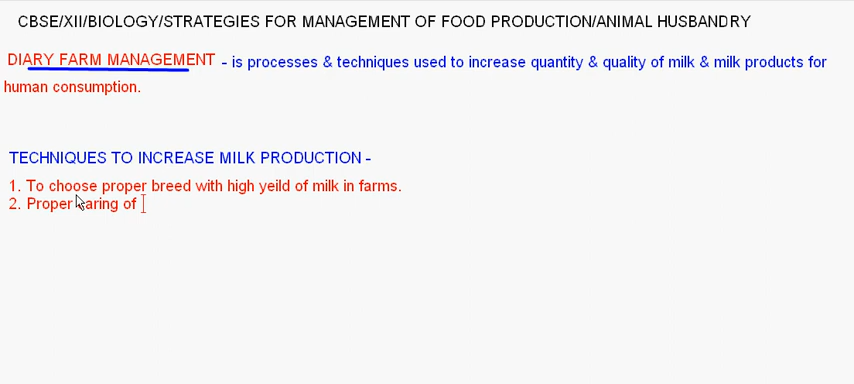 CBSE/XII/BIOLOGY/STRATEGIES FOR MANAGEMENT OF FOOD PRODUCTION/ANIMAL HUSBANDRY
DIARY FARM MANAGEMENT - is processes & techniques used to increase quantity & quality of milk & milk products for
human consumption.
TECHNIQUES TO INCREASE MILK PRODUCTION -
1. To choose proper breed with high yeild of milk in farms.
2. Proper of